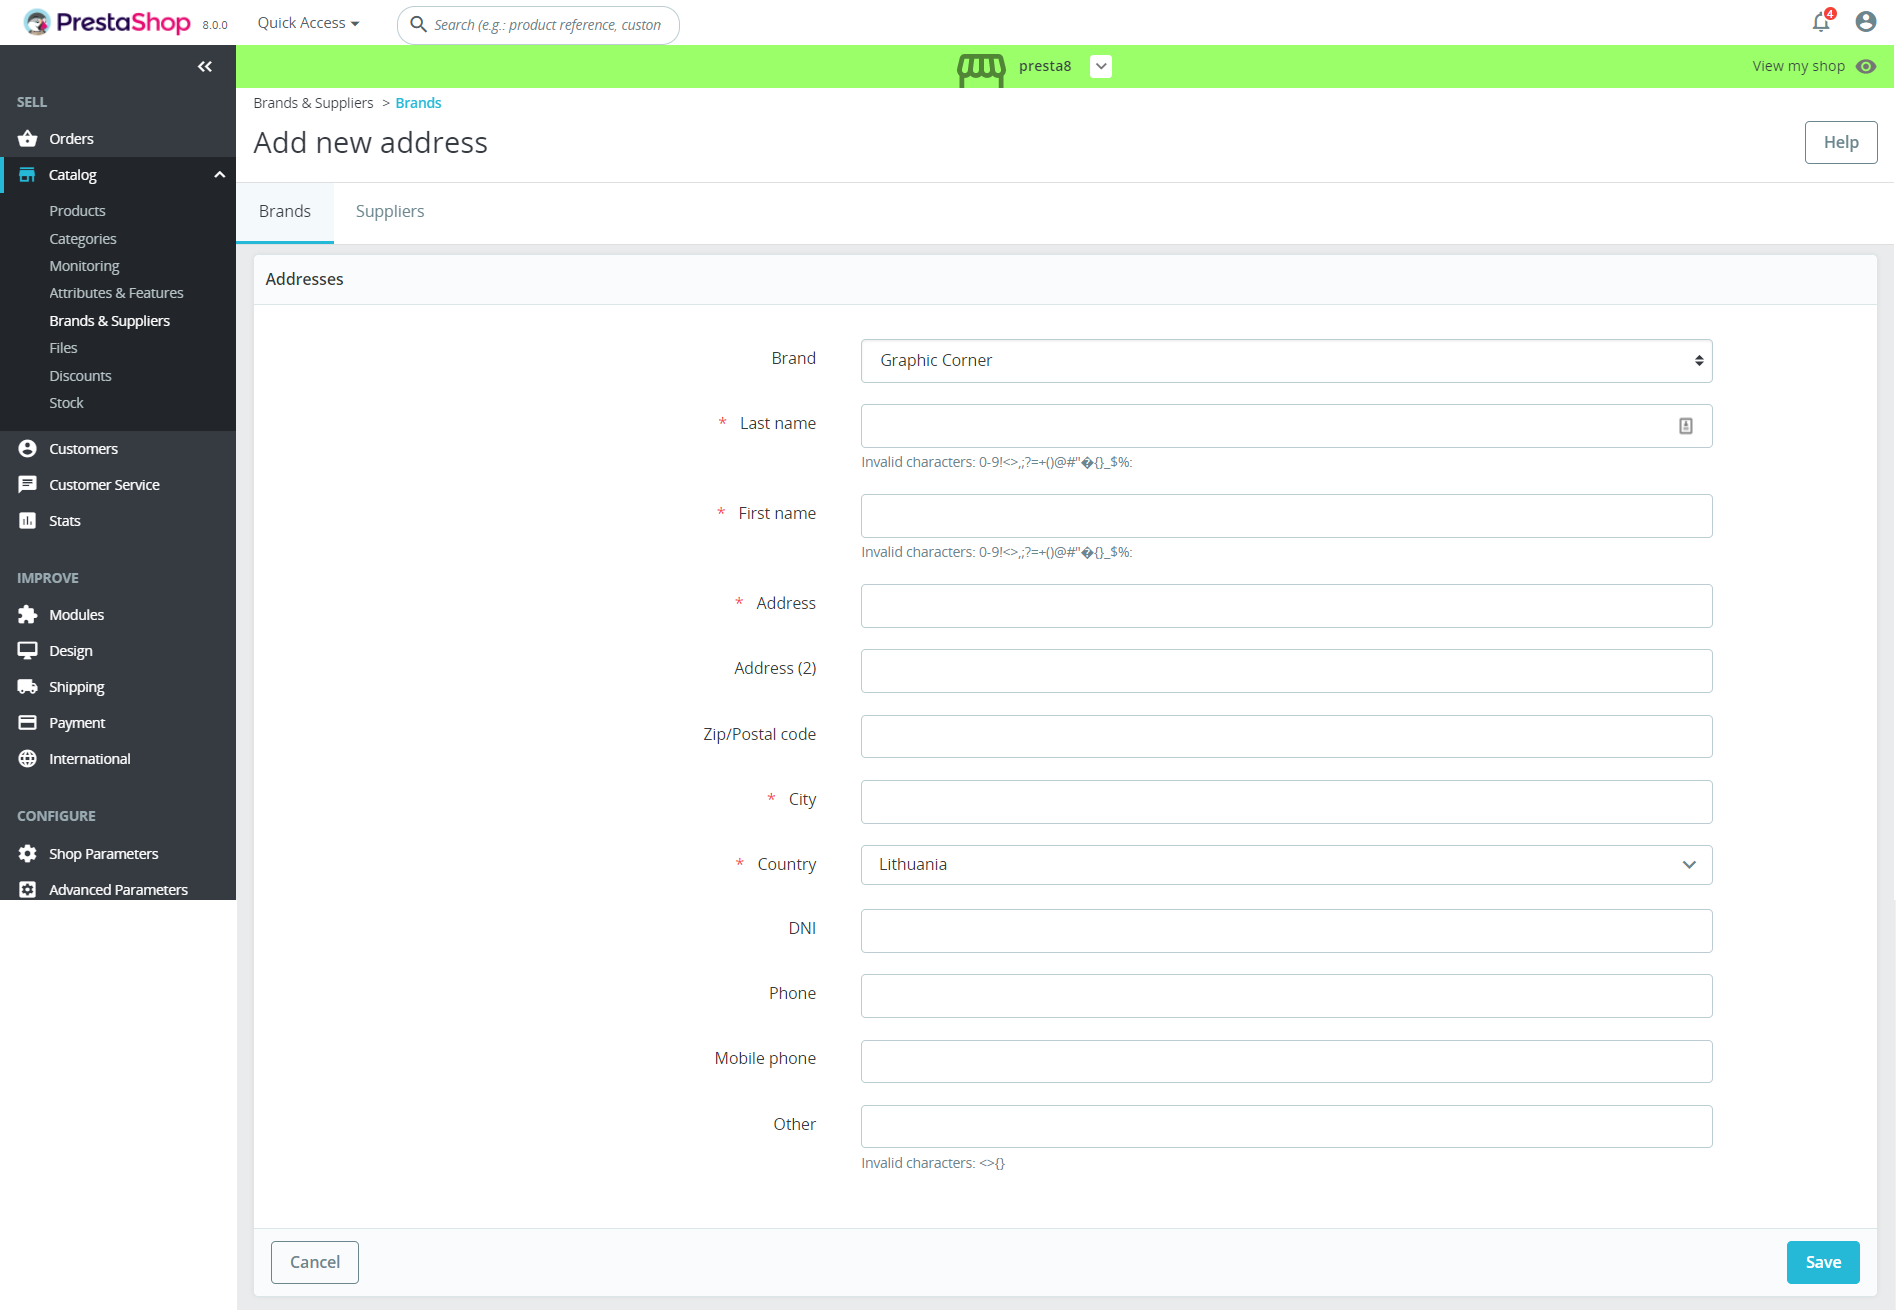 PrestaShop 8.0.0 Quick Access Search (e.g.: product reference, custon 4
presta8 View my shop
SELL
Orders
Catalog
Products
Categories
Monitoring
Attributes & Features
Brands & Suppliers
Files
Discounts
Stock
Customers
Customer Service
Stats
IMPROVE
Modules
Design
Shipping
Payment
International
CONFIGURE
Shop Parameters
Advanced Parameters
Brands & Suppliers > Brands
Add new address
Help
Brands Suppliers
Addresses
Brand Graphic Corner
* Last name
Invalid characters: 0-9!<>,;?=+()@#"�{}_$%:
* First name
Invalid characters: 0-9!<>,;?=+()@#"�{}_$%:
* Address
Address (2)
Zip/Postal code
* City
* Country Lithuania
DNI
Phone
Mobile phone
Other
Invalid characters: <>{}
Cancel Save